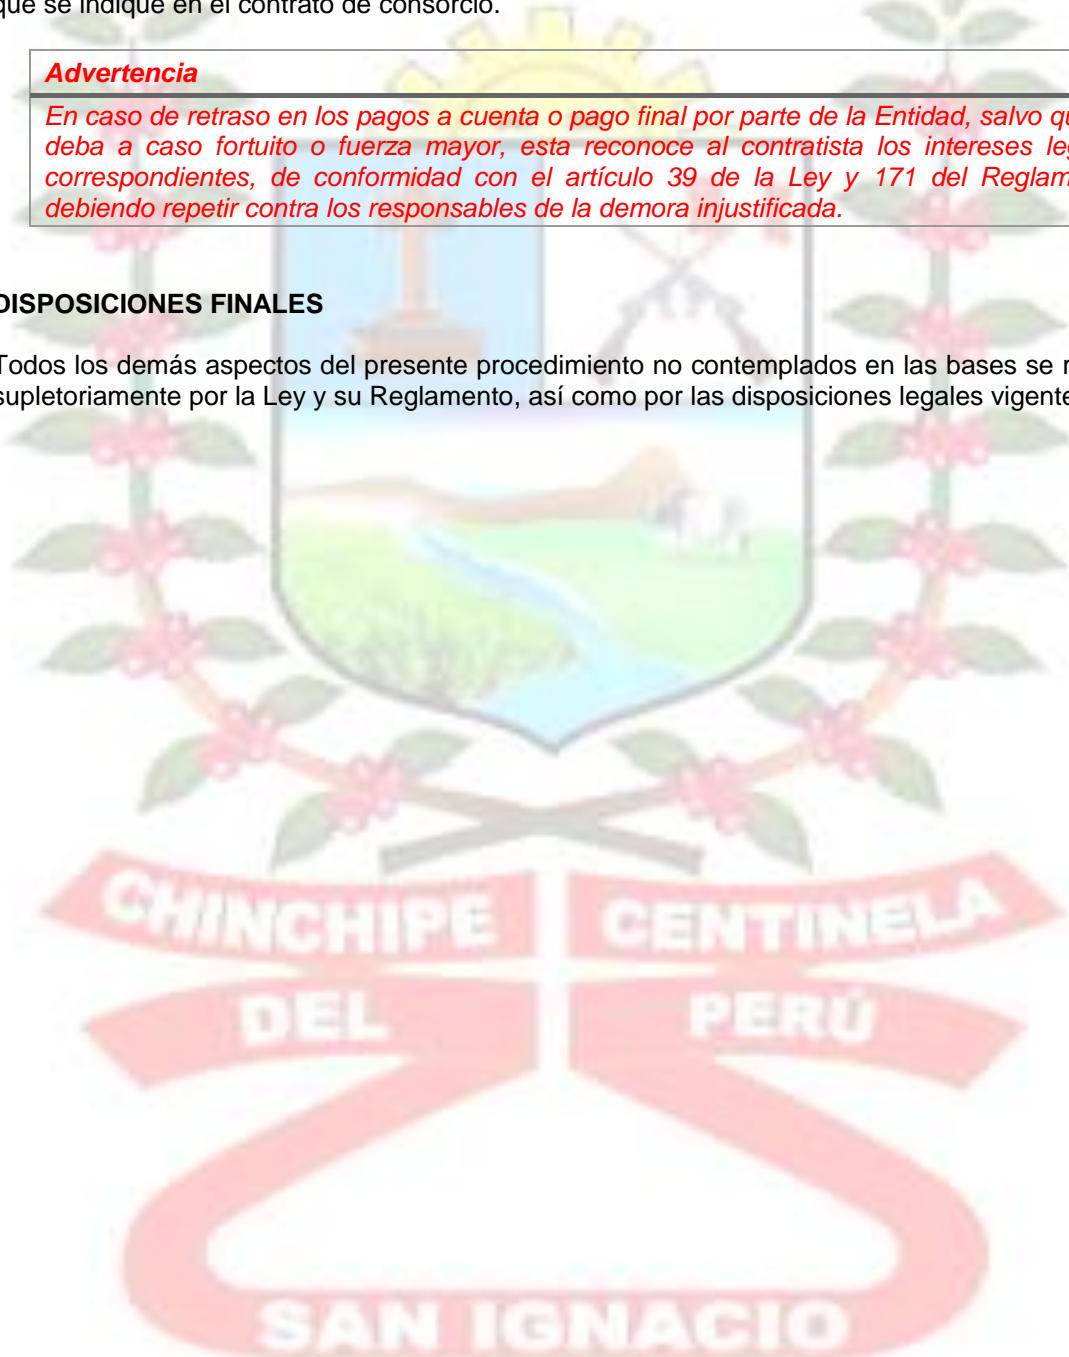 que se indique en el contrato de consorcio.
Advertencia
En caso de retraso en los pagos a cuenta o pago final por parte de la Entidad, salvo
deba a caso fortuito o fuerza mayor, esta reconoce al contratista los intereses
correspondientes, de conformidad con el artículo 39 de la Ley y 171 del
debiendo repetir contra los responsables de la demora injustificada.
DISPOSICIONES FINALES
Todos los demás aspectos del presente procedimiento no contemplados en las bases se
supletoriamente por la Ley y su Reglamento, así como por las disposiciones legales
CHINCHIPE CENTINELA
DEL PERÚ
SAN IGNACIO